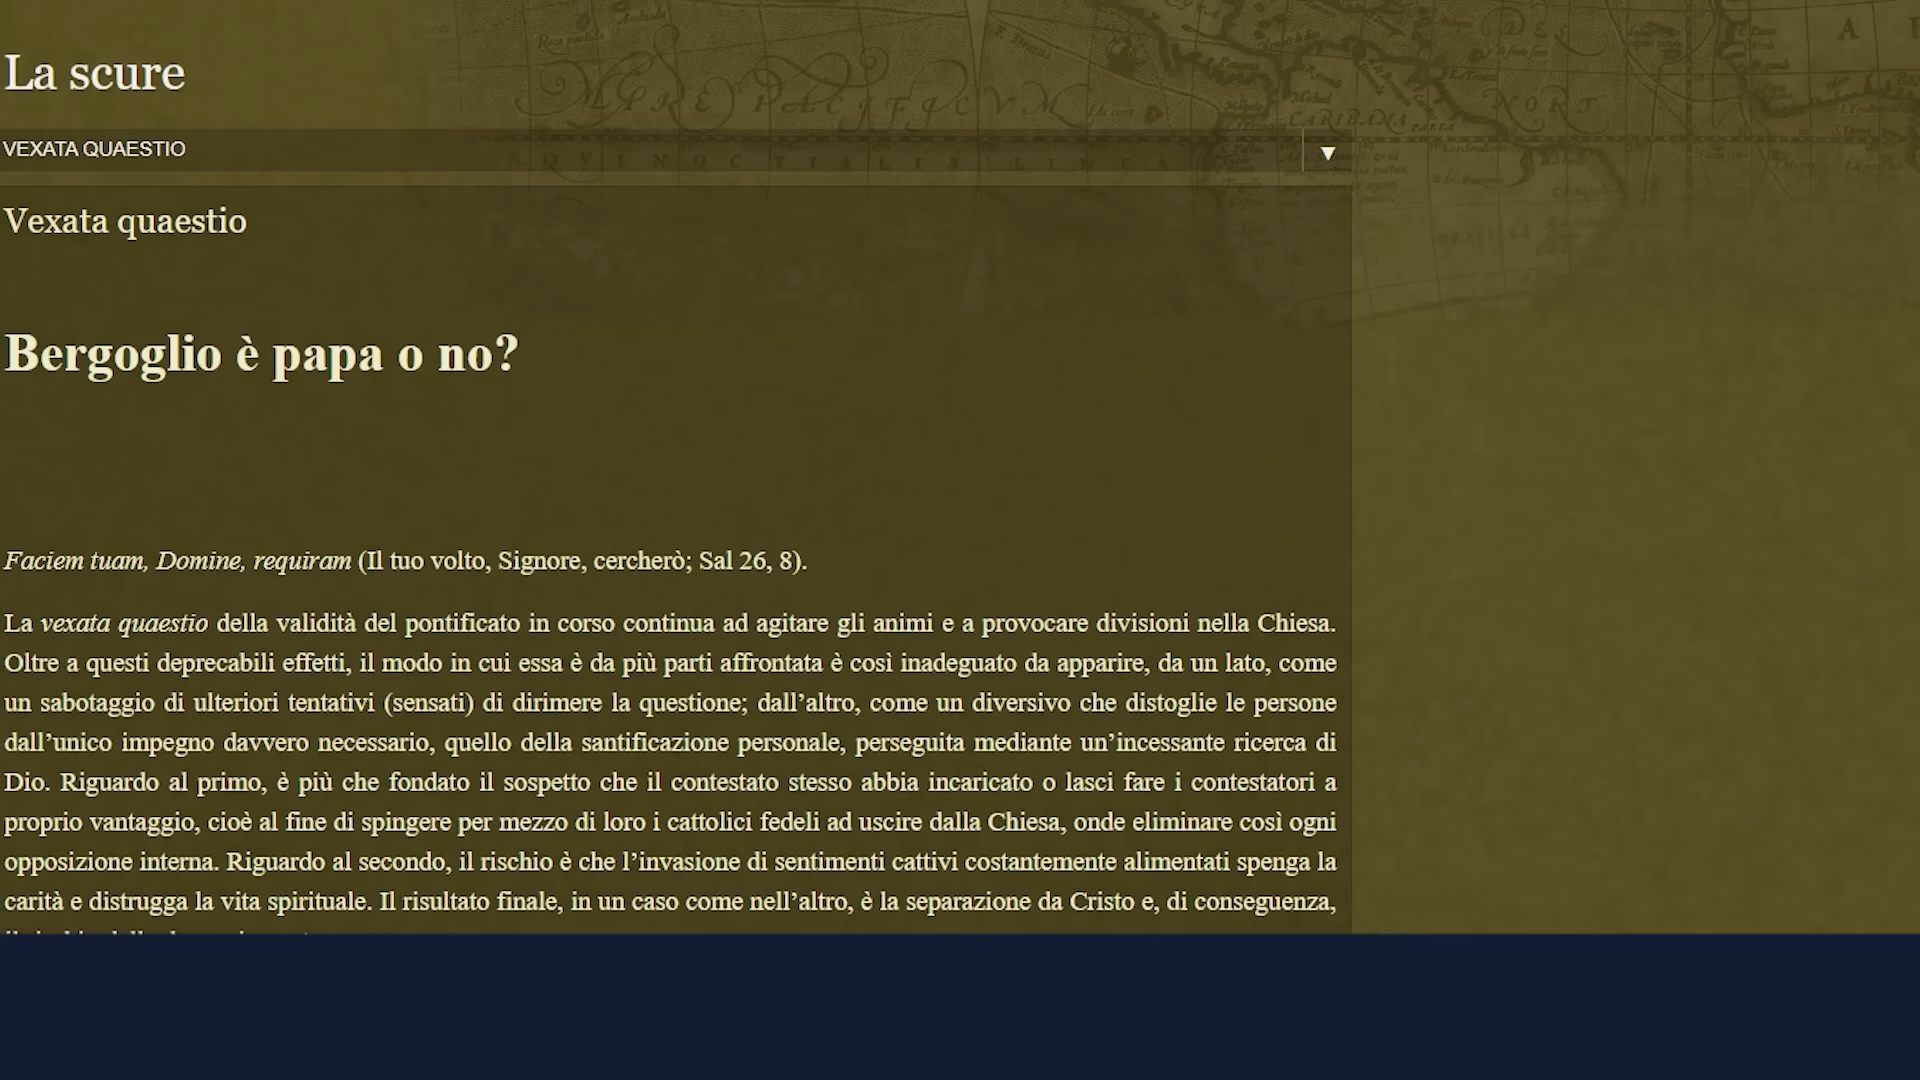 La scure
VEXATA QUAESTIO
▼
Vexata quaestio
Bergoglio è papa o no?
Faciem tuam, Domine, requiram (Il tuo volto, Signore, cercherò; Sal 26, 8).
La vexata quaestio della validità del pontificato in corso continua ad agitare gli animi e a provocare divisioni nella Chiesa.
Oltre a questi deprecabili effetti, il modo in cui essa è da più parti affrontata è così inadeguato da apparire, da un lato, come
un sabotaggio di ulteriori tentativi (sensati) di dirimere la questione; dall’altro, come un diversivo che distoglie le persone
dall’unico impegno davvero necessario, quello della santificazione personale, perseguita mediante un’incessante ricerca di
Dio. Riguardo al primo, è più che fondato il sospetto che il contestato stesso abbia incaricato o lasci fare i contestatori a
proprio vantaggio, cioè al fine di spingere per mezzo di loro i cattolici fedeli ad uscire dalla Chiesa, onde eliminare così ogni
opposizione interna. Riguardo al secondo, il rischio è che l’invasione di sentimenti cattivi costantemente alimentati spenga la
carità e distrugga la vita spirituale. Il risultato finale, in un caso come nell’altro, è la separazione da Cristo e, di conseguenza,
MARE PACIFICVM
CARIBANA
NORT
QVINOCTIALIS LINEA